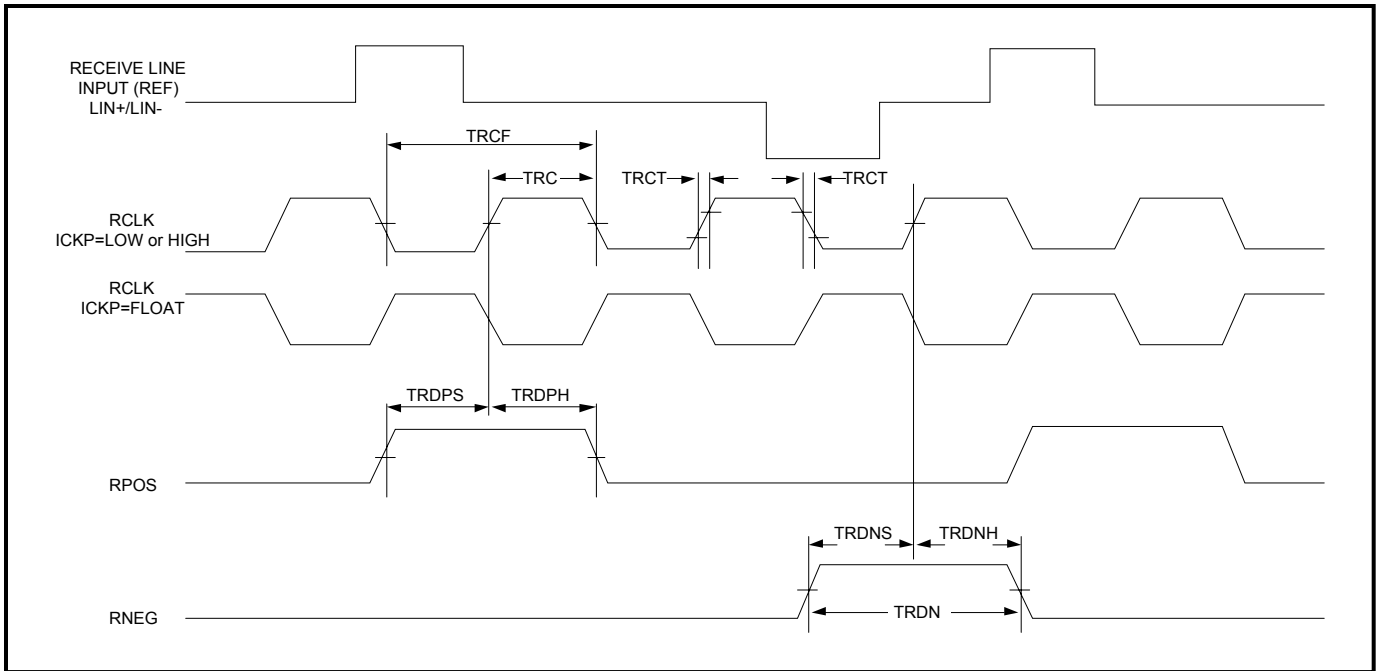 RECEIVE LINE
INPUT (REF)
LIN+/LIN-
TRCF
TRC
TRCT
TRCT
RCLK
ICKP=LOW or HIGH
RCLK
ICKP=FLOAT
TRDPS
TRDPH
RPOS
TRDNS
TRDNH
RNEG
TRDN